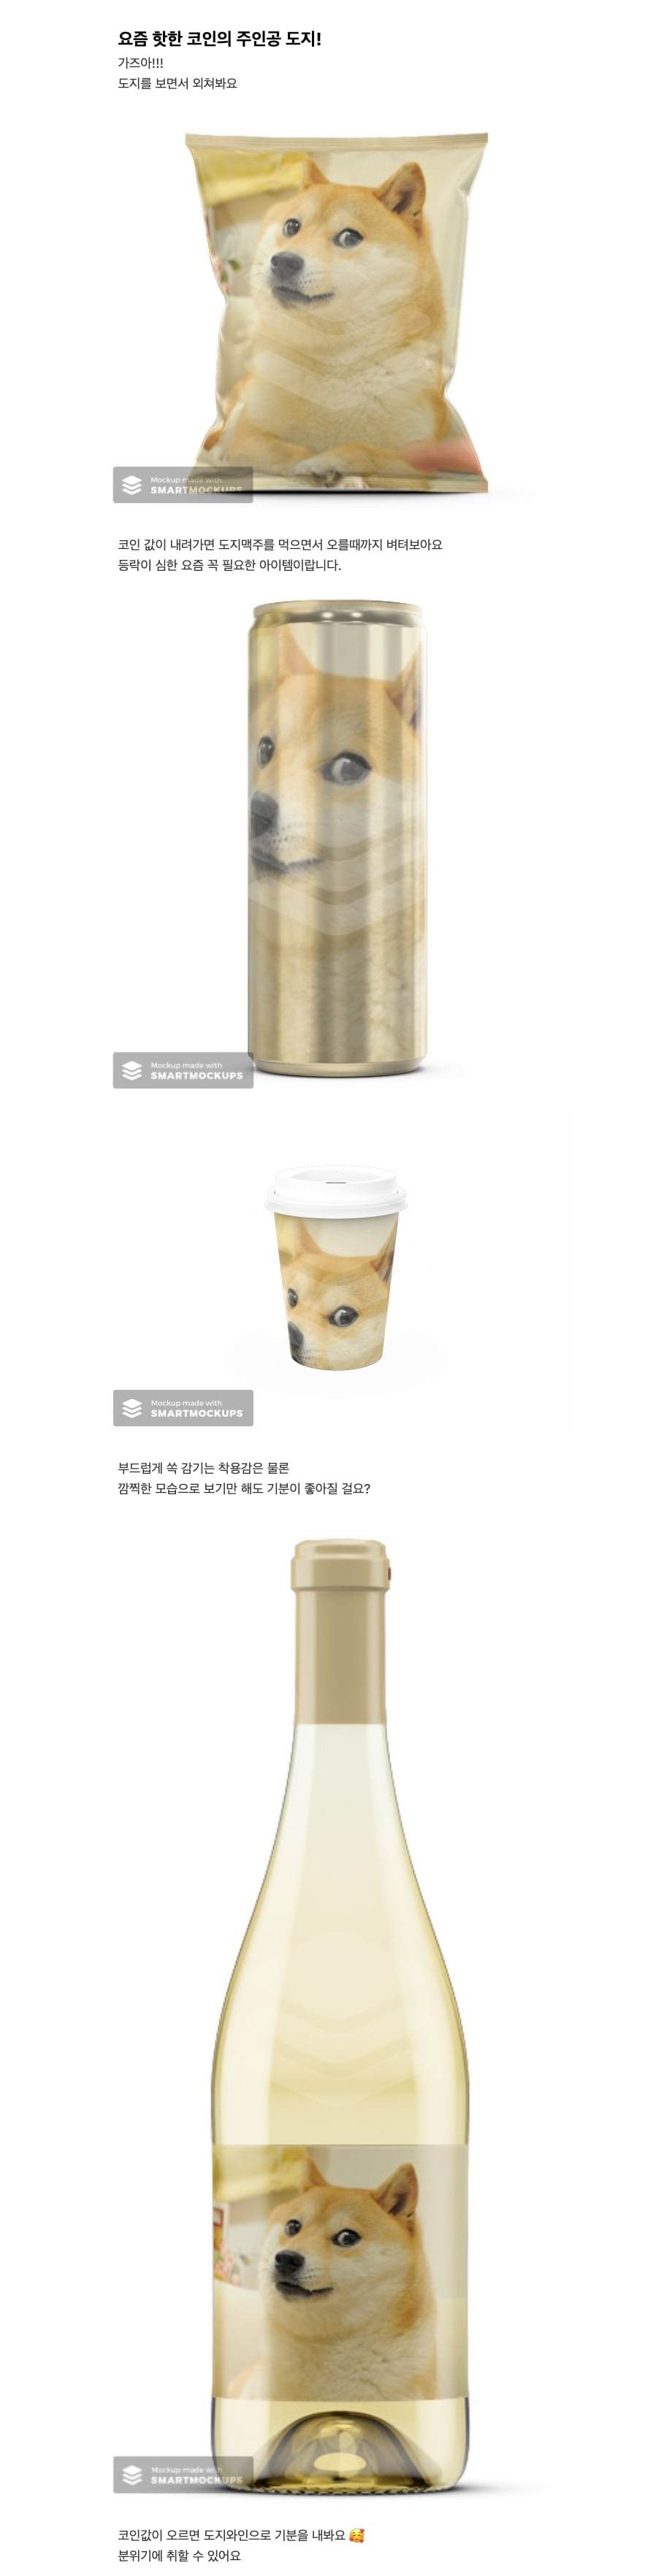 요즘 핫한 코인의 주인공 도지!
가즈아!!!
도지를 보면서 외쳐봐요
Mockup made with
SMARTMOCKUPS
코인 값이 내려가면 도지맥주를 먹으면서 오를때까지 벼텨보아요
등락이 심한 요즘 꼭 필요한 아이템이랍니다.
Mockup made with
SMARTMOCKUPS
Mockup made with
SMARTMOCKUPS
부드럽게 쏙 감기는 착용감은 물론
깜찍한 모습으로 보기만 해도 기분이 좋아질 걸요?
Mockup made with
SMARTMOCKUPS
코인값이 오르면 도지와인으로 기분을 내봐요 🥰
분위기에 취할 수 있어요